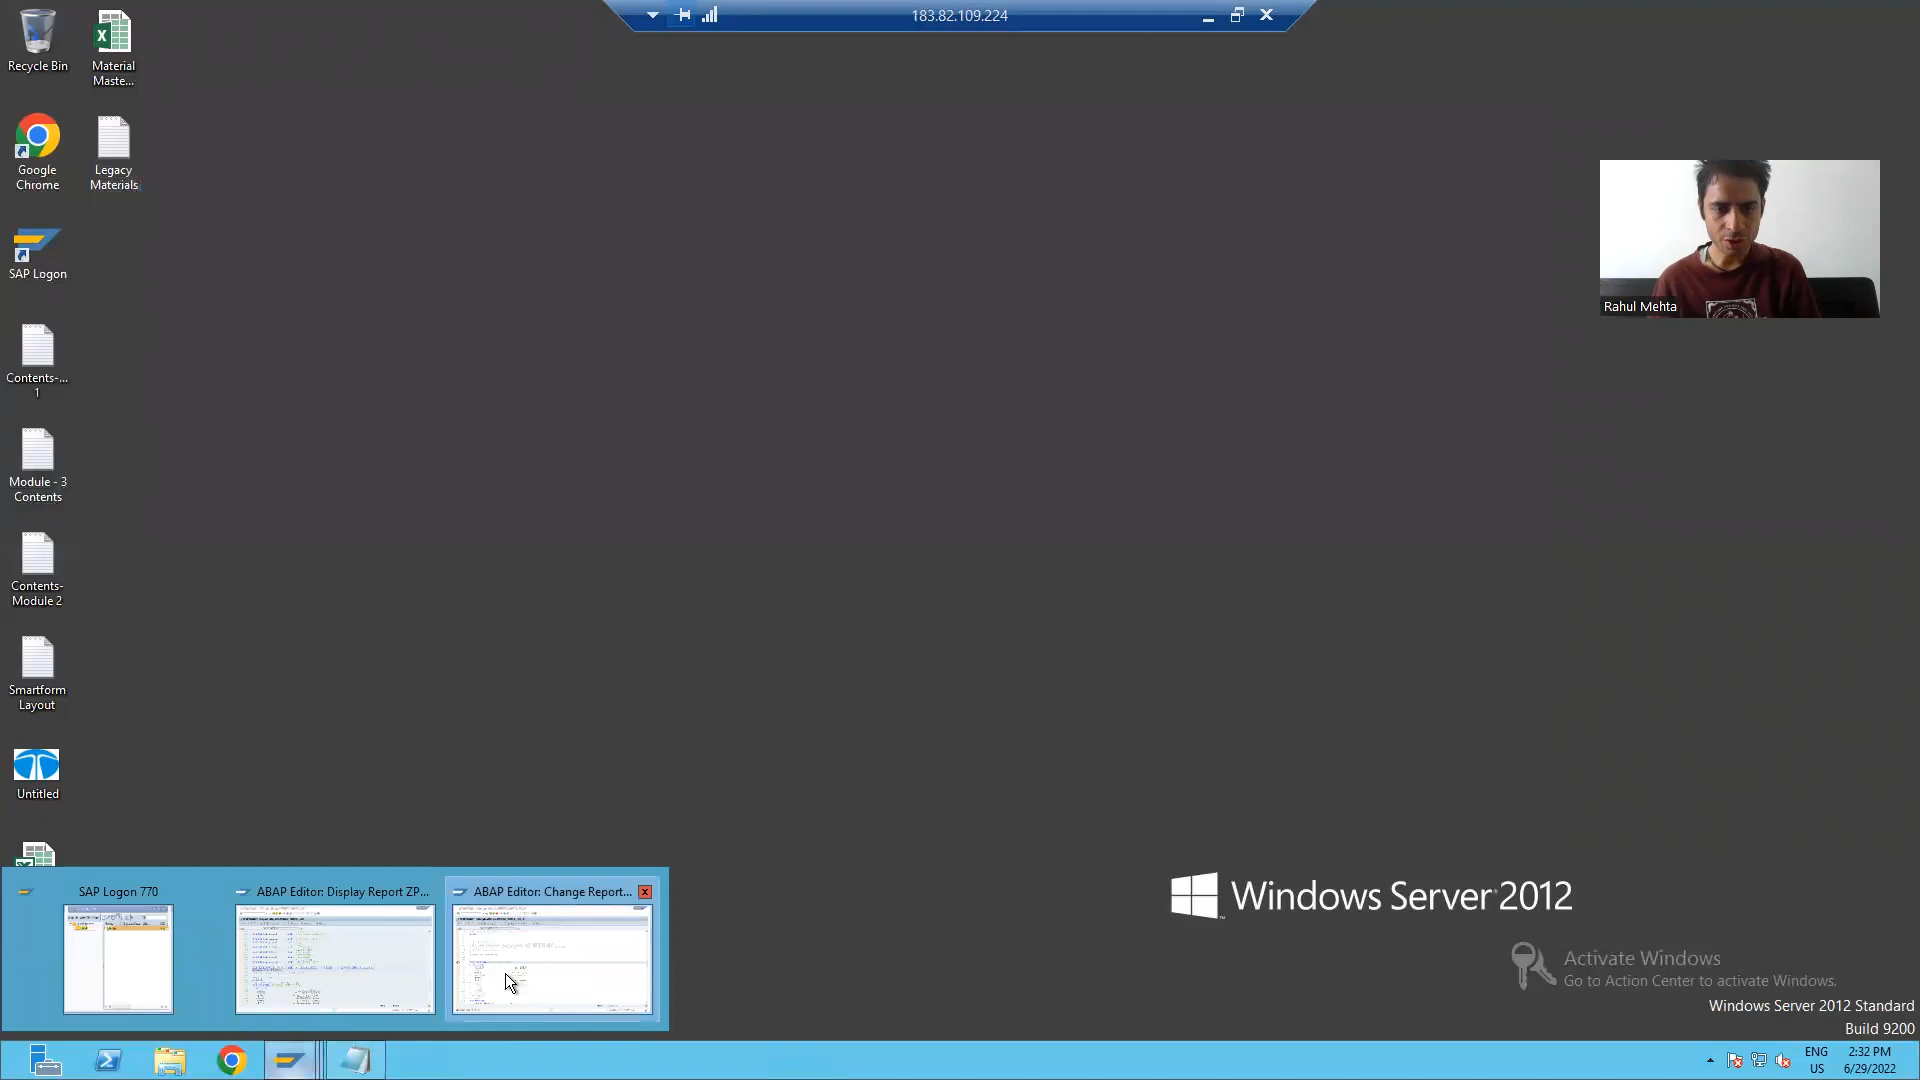 183.82.109.224
Recycle Bin
Material
Maste...
Google
Chrome
Legacy
Materials
SAP Logon
Rahul Mehta
Contents-...
1
Module - 3
Contents
Contents-
Module 2
Smartform
Layout
Untitled
SAP Logon 770
ABAP Editor: Display Report ZP...
ABAP Editor: Change Report...
Windows Server 2012
Activate Windows
Go to Action Center to activate Windows.
Windows Server 2012 Standard
Build 9200
ENG
US
2:32 PM
6/29/2022